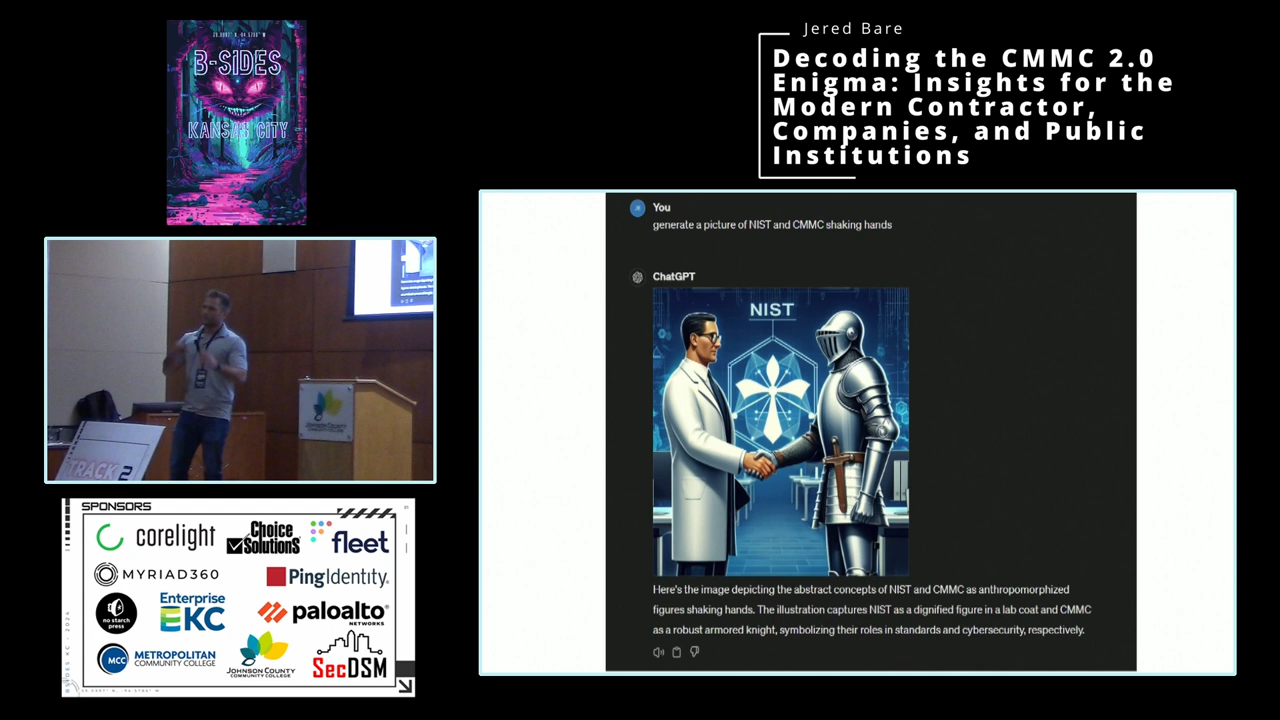 Jered Bare
Decoding the CMMC 2.0
Enigma: Insights for the
Modern Contractor,
Companies, and Public
Institutions
B-SIDES
KANSAS CITY
You
generate a picture of NIST and CMMC shaking hands
ChatGPT
NIST
Here's the image depicting the abstract concepts of NIST and CMMC as anthropomorphized
figures shaking hands. The illustration captures NIST as a dignified figure in a lab coat and CMMC
as a robust armored knight, symbolizing their roles in standards and cybersecurity, respectively.
JOHNSON COUNTY
COMMUNITY COLLEGE
TRACK 2
SPONSORS
corelight
Choice
Solutions
fleet
MYRIAD360
PingIdentity
no starch
press
Enterprise
KC
paloalto
NETWORKS
MCC
METROPOLITAN
COMMUNITY COLLEGE
JOHNSON COUNTY
COMMUNITY COLLEGE
SecDSM